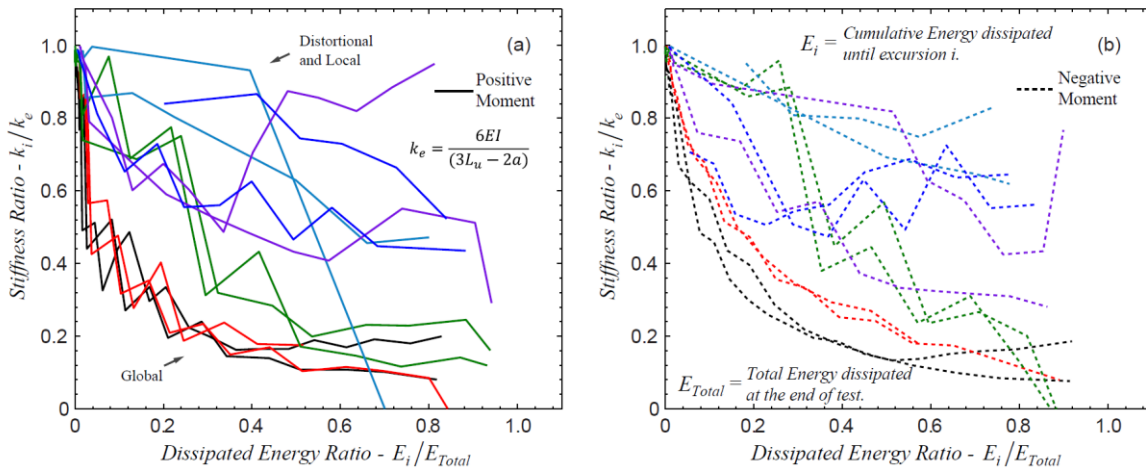 1.0
0.8
0.6
0.4
0.2
0
0
0.2
0.4
0.6
0.8
1.0
Stiffness Ratio - k_i/k_e
Dissipated Energy Ratio - E_i/E_Total
(a)
Distortional
and Local
Positive
Moment
k_e = 6EI
(3L_u − 2a)
Global
1.0
0.8
0.6
0.4
0.2
0
0
0.2
0.4
0.6
0.8
1.0
Stiffness Ratio - k_i/k_e
Dissipated Energy Ratio - E_i/E_Total
(b)
E_i = Cumulative Energy dissipated
until excursion i.
Negative
Moment
E_Total = Total Energy dissipated
at the end of test.